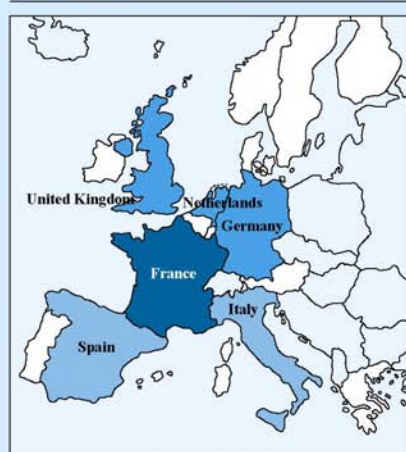 United Kingdom
Netherlands
Germany
France
Italy
Spain